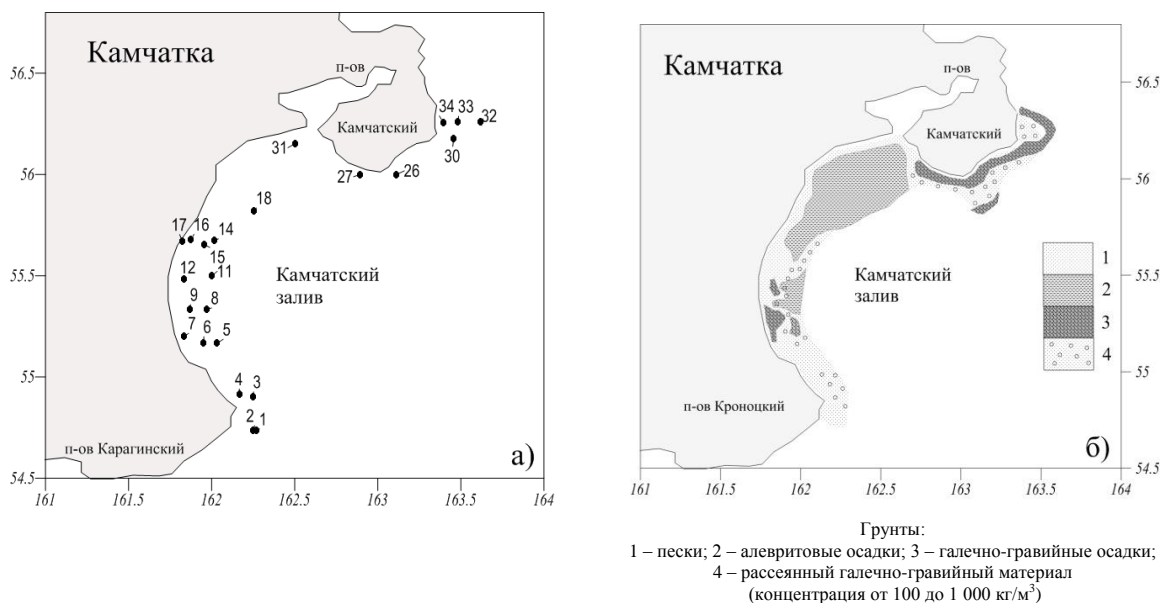 Камчатка
п-ов
Камчатский
34 33 32
30
31
27 26
18
17 16 14
15
12 11
9 8
7 6 5
4 3
2 1
Камчатский
залив
п-ов Карагинский
а)
56.5
56
55.5
55
54.5
161 161.5 162 162.5 163 163.5 164
Камчатка
п-ов
Камчатский
Камчатский
залив
п-ов Кроноцкий
б)
1
2
3
4
56.5
56
55.5
55
54.5
161 161.5 162 162.5 163 163.5 164
Грунты:
1 – пески; 2 – алевритовые осадки; 3 – галечно-гравийные осадки;
4 – рассеянный галечно-гравийный материал
(концентрация от 100 до 1 000 кг/м³)